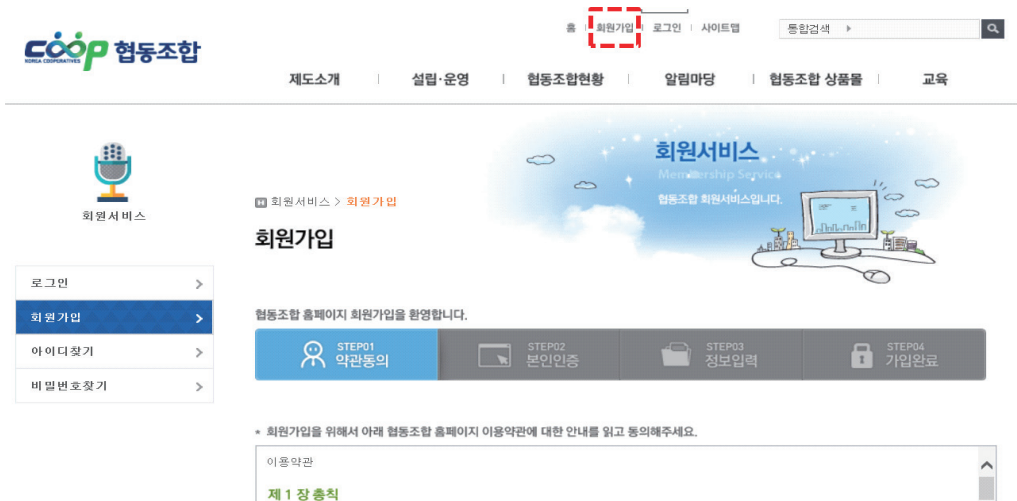 홈 회원가입 로그인 사이트맵 통합검색
COOP 협동조합
KOREA COOPERATIVES
제도소개 설립·운영 협동조합현황 알림마당 협동조합 상품몰 교육
회원서비스
Membership Service
협동조합 회원서비스입니다.
회원서비스
회원서비스 > 회원가입
회원가입
로그인
회원가입
아이디찾기
비밀번호찾기
협동조합 홈페이지 회원가입을 환영합니다.
STEP01
약관동의
STEP02
본인인증
STEP03
정보입력
STEP04
가입완료
* 회원가입을 위해서 아래 협동조합 홈페이지 이용약관에 대한 안내를 읽고 동의해주세요.
이용약관
제 1 장 총칙